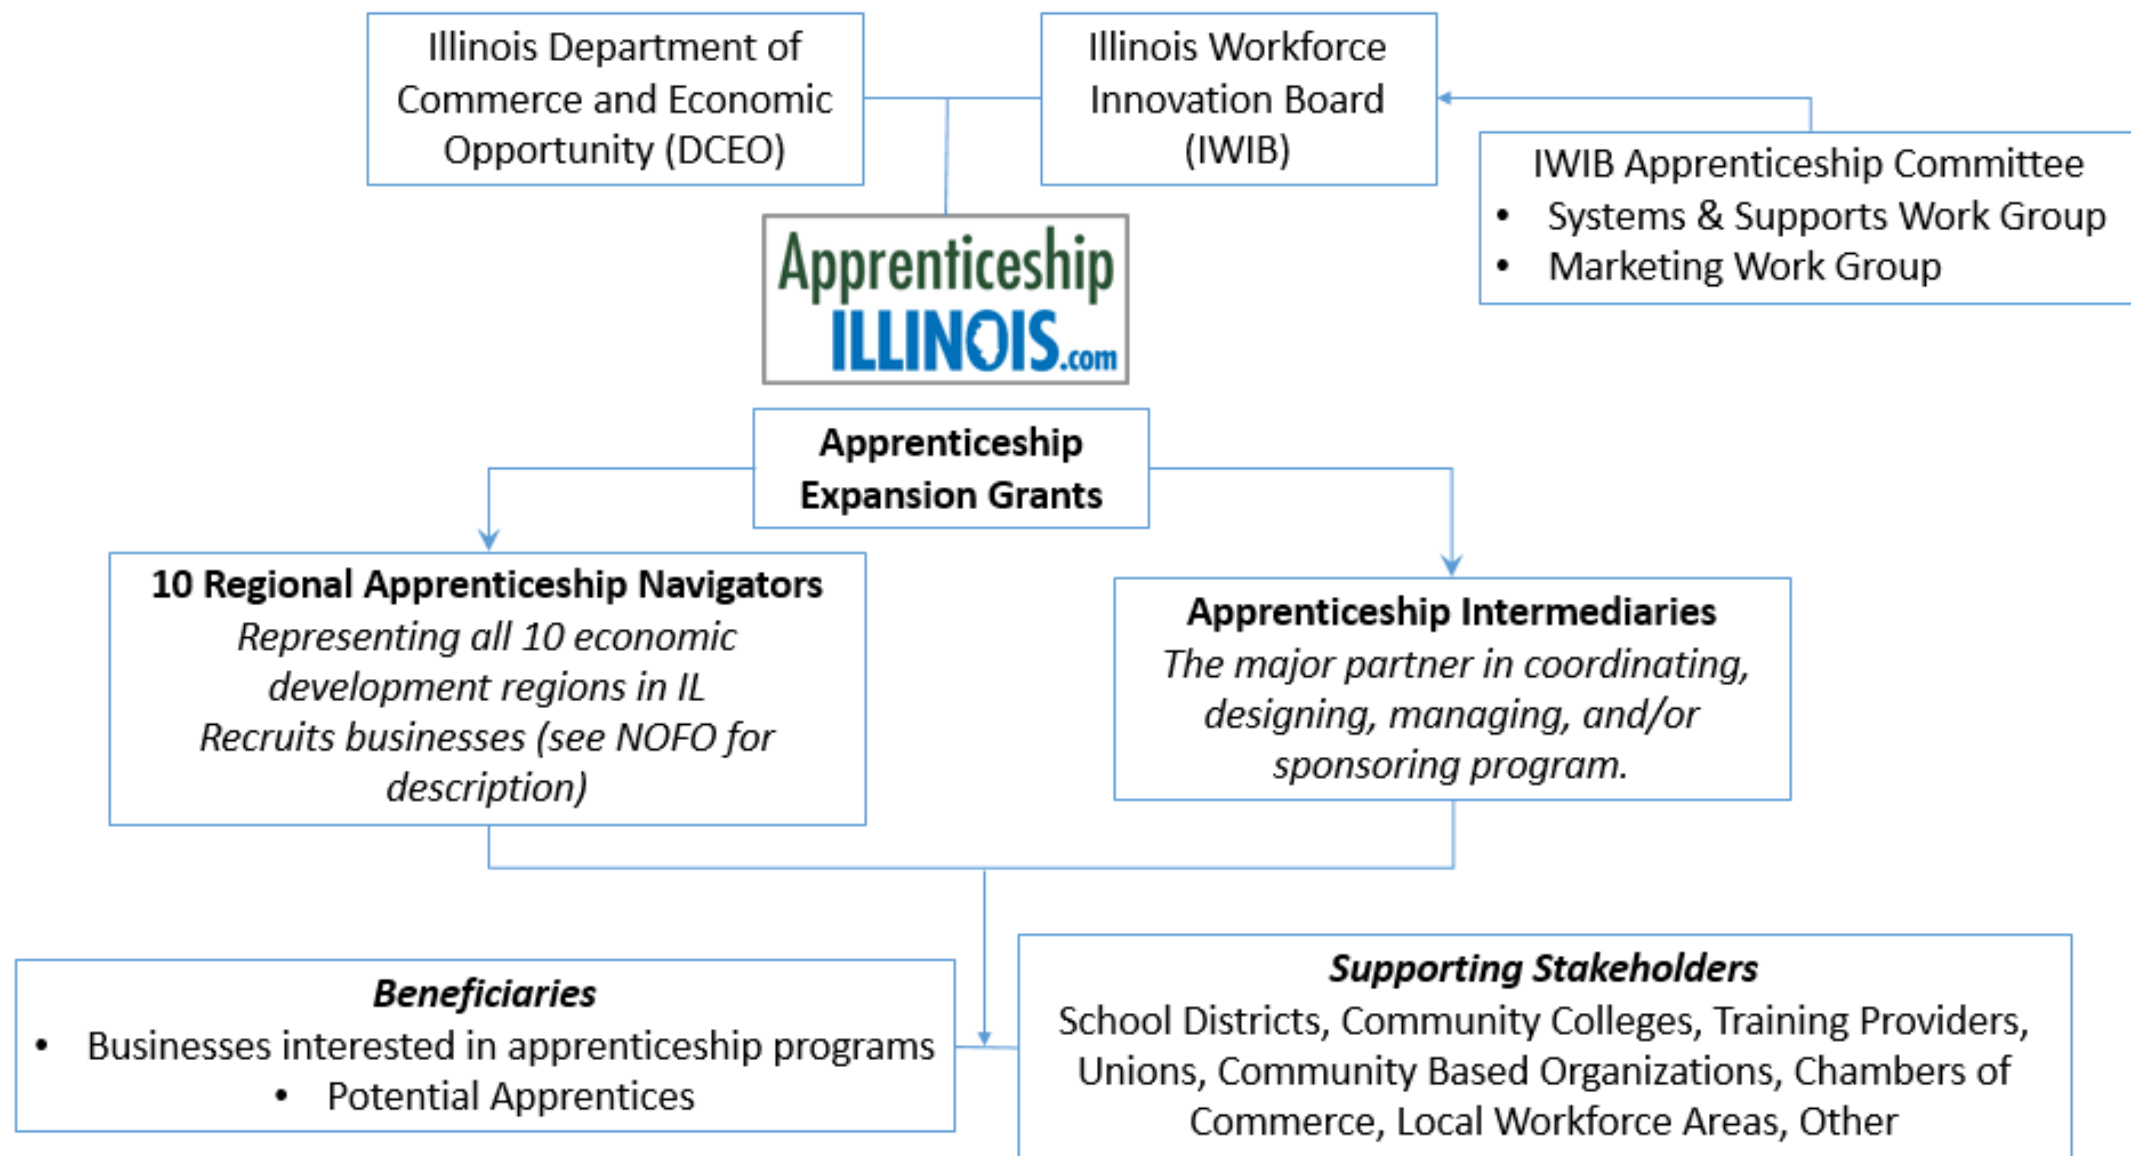 Illinois Department of
Commerce and Economic
Opportunity (DCEO)
Illinois Workforce
Innovation Board
(IWIB)
IWIB Apprenticeship Committee
• Systems & Supports Work Group
• Marketing Work Group
Apprenticeship
ILLINOIS.com
Apprenticeship
Expansion Grants
10 Regional Apprenticeship Navigators
Representing all 10 economic
development regions in IL
Recruits businesses (see NOFO for
description)
Apprenticeship Intermediaries
The major partner in coordinating,
designing, managing, and/or
sponsoring program.
Beneficiaries
• Businesses interested in apprenticeship programs
• Potential Apprentices
Supporting Stakeholders
School Districts, Community Colleges, Training Providers,
Unions, Community Based Organizations, Chambers of
Commerce, Local Workforce Areas, Other